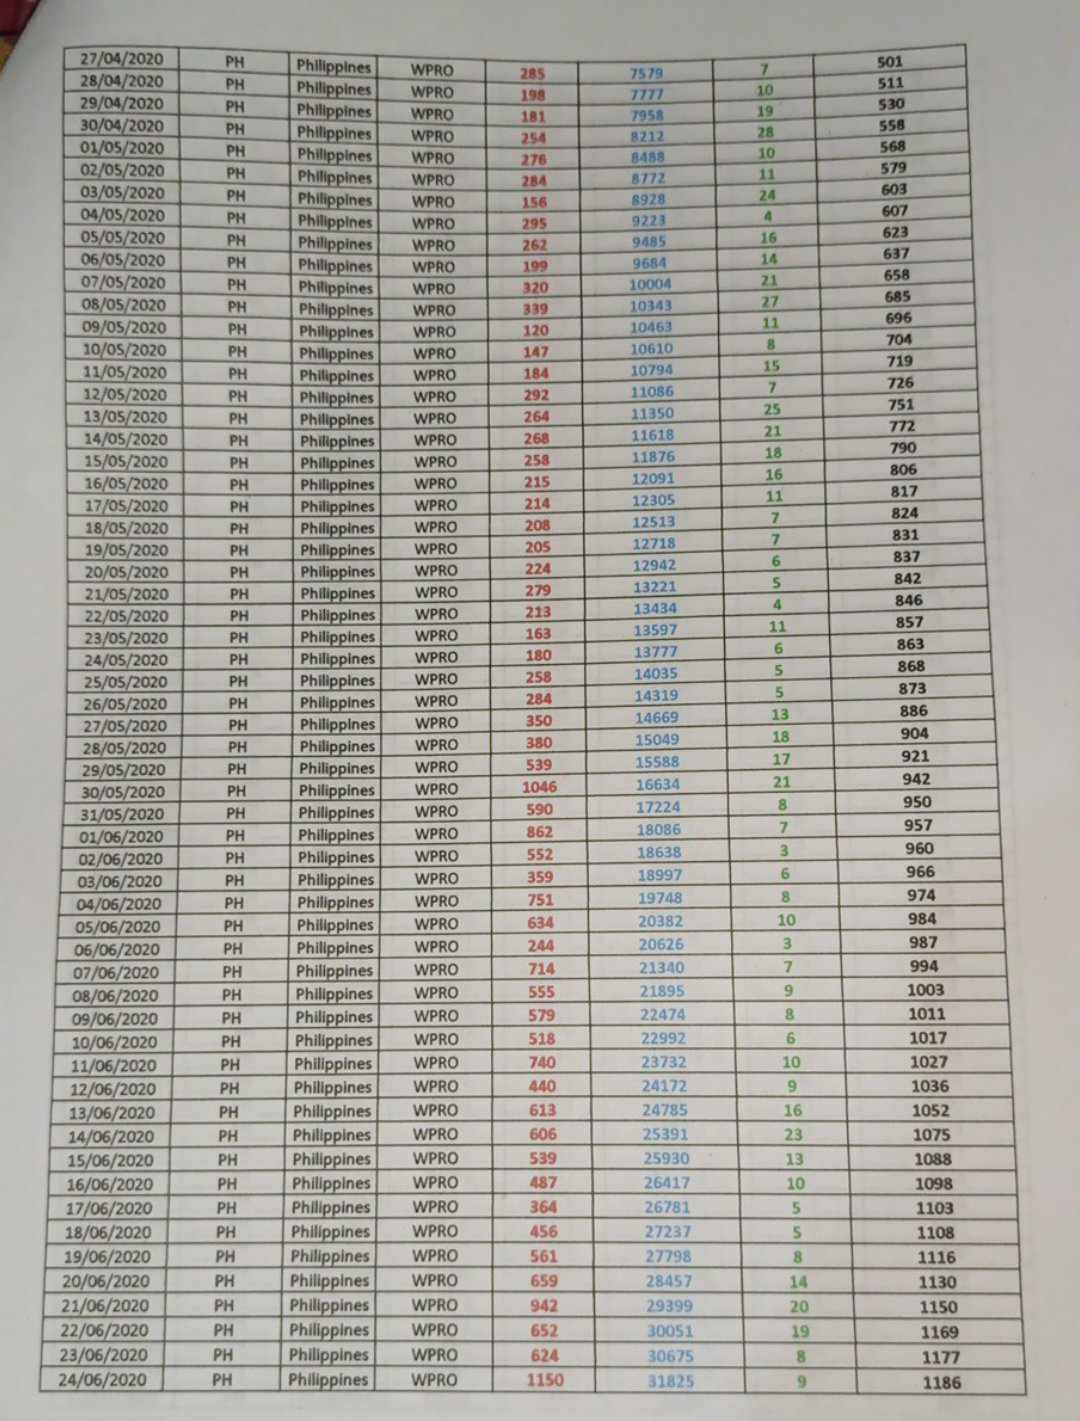 27/04/2020 PH Philippines WPRO 285 7579 7 501
28/04/2020 PH Philippines WPRO 198 7777 10 511
29/04/2020 PH Philippines WPRO 181 7958 19 530
30/04/2020 PH Philippines WPRO 254 8212 28 558
01/05/2020 PH Philippines WPRO 276 8488 10 568
02/05/2020 PH Philippines WPRO 284 8772 11 579
03/05/2020 PH Philippines WPRO 156 8928 24 603
04/05/2020 PH Philippines WPRO 295 9223 4 607
05/05/2020 PH Philippines WPRO 262 9485 16 623
06/05/2020 PH Philippines WPRO 199 9684 14 637
07/05/2020 PH Philippines WPRO 320 10004 21 658
08/05/2020 PH Philippines WPRO 339 10343 27 685
09/05/2020 PH Philippines WPRO 120 10463 11 696
10/05/2020 PH Philippines WPRO 147 10610 8 704
11/05/2020 PH Philippines WPRO 184 10794 15 719
12/05/2020 PH Philippines WPRO 292 11086 7 726
13/05/2020 PH Philippines WPRO 264 11350 25 751
14/05/2020 PH Philippines WPRO 268 11618 21 772
15/05/2020 PH Philippines WPRO 258 11876 18 790
16/05/2020 PH Philippines WPRO 215 12091 16 806
17/05/2020 PH Philippines WPRO 214 12305 11 817
18/05/2020 PH Philippines WPRO 208 12513 7 824
19/05/2020 PH Philippines WPRO 205 12718 7 831
20/05/2020 PH Philippines WPRO 224 12942 6 837
21/05/2020 PH Philippines WPRO 279 13221 5 842
22/05/2020 PH Philippines WPRO 213 13434 4 846
23/05/2020 PH Philippines WPRO 163 13597 11 857
24/05/2020 PH Philippines WPRO 180 13777 6 863
25/05/2020 PH Philippines WPRO 258 14035 5 868
26/05/2020 PH Philippines WPRO 284 14319 5 873
27/05/2020 PH Philippines WPRO 350 14669 13 886
28/05/2020 PH Philippines WPRO 380 15049 18 904
29/05/2020 PH Philippines WPRO 539 15588 17 921
30/05/2020 PH Philippines WPRO 1046 16634 21 942
31/05/2020 PH Philippines WPRO 590 17224 8 950
01/06/2020 PH Philippines WPRO 862 18086 7 957
02/06/2020 PH Philippines WPRO 552 18638 3 960
03/06/2020 PH Philippines WPRO 359 18997 6 966
04/06/2020 PH Philippines WPRO 751 19748 8 974
05/06/2020 PH Philippines WPRO 634 20382 10 984
06/06/2020 PH Philippines WPRO 244 20626 3 987
07/06/2020 PH Philippines WPRO 714 21340 7 994
08/06/2020 PH Philippines WPRO 555 21895 9 1003
09/06/2020 PH Philippines WPRO 579 22474 8 1011
10/06/2020 PH Philippines WPRO 518 22992 6 1017
11/06/2020 PH Philippines WPRO 740 23732 10 1027
12/06/2020 PH Philippines WPRO 440 24172 9 1036
13/06/2020 PH Philippines WPRO 613 24785 16 1052
14/06/2020 PH Philippines WPRO 606 25391 23 1075
15/06/2020 PH Philippines WPRO 539 25930 13 1088
16/06/2020 PH Philippines WPRO 487 26417 10 1098
17/06/2020 PH Philippines WPRO 364 26781 5 1103
18/06/2020 PH Philippines WPRO 456 27237 5 1108
19/06/2020 PH Philippines WPRO 561 27798 8 1116
20/06/2020 PH Philippines WPRO 659 28457 14 1130
21/06/2020 PH Philippines WPRO 942 29399 20 1150
22/06/2020 PH Philippines WPRO 652 30051 19 1169
23/06/2020 PH Philippines WPRO 624 30675 8 1177
24/06/2020 PH Philippines WPRO 1150 31825 9 1186